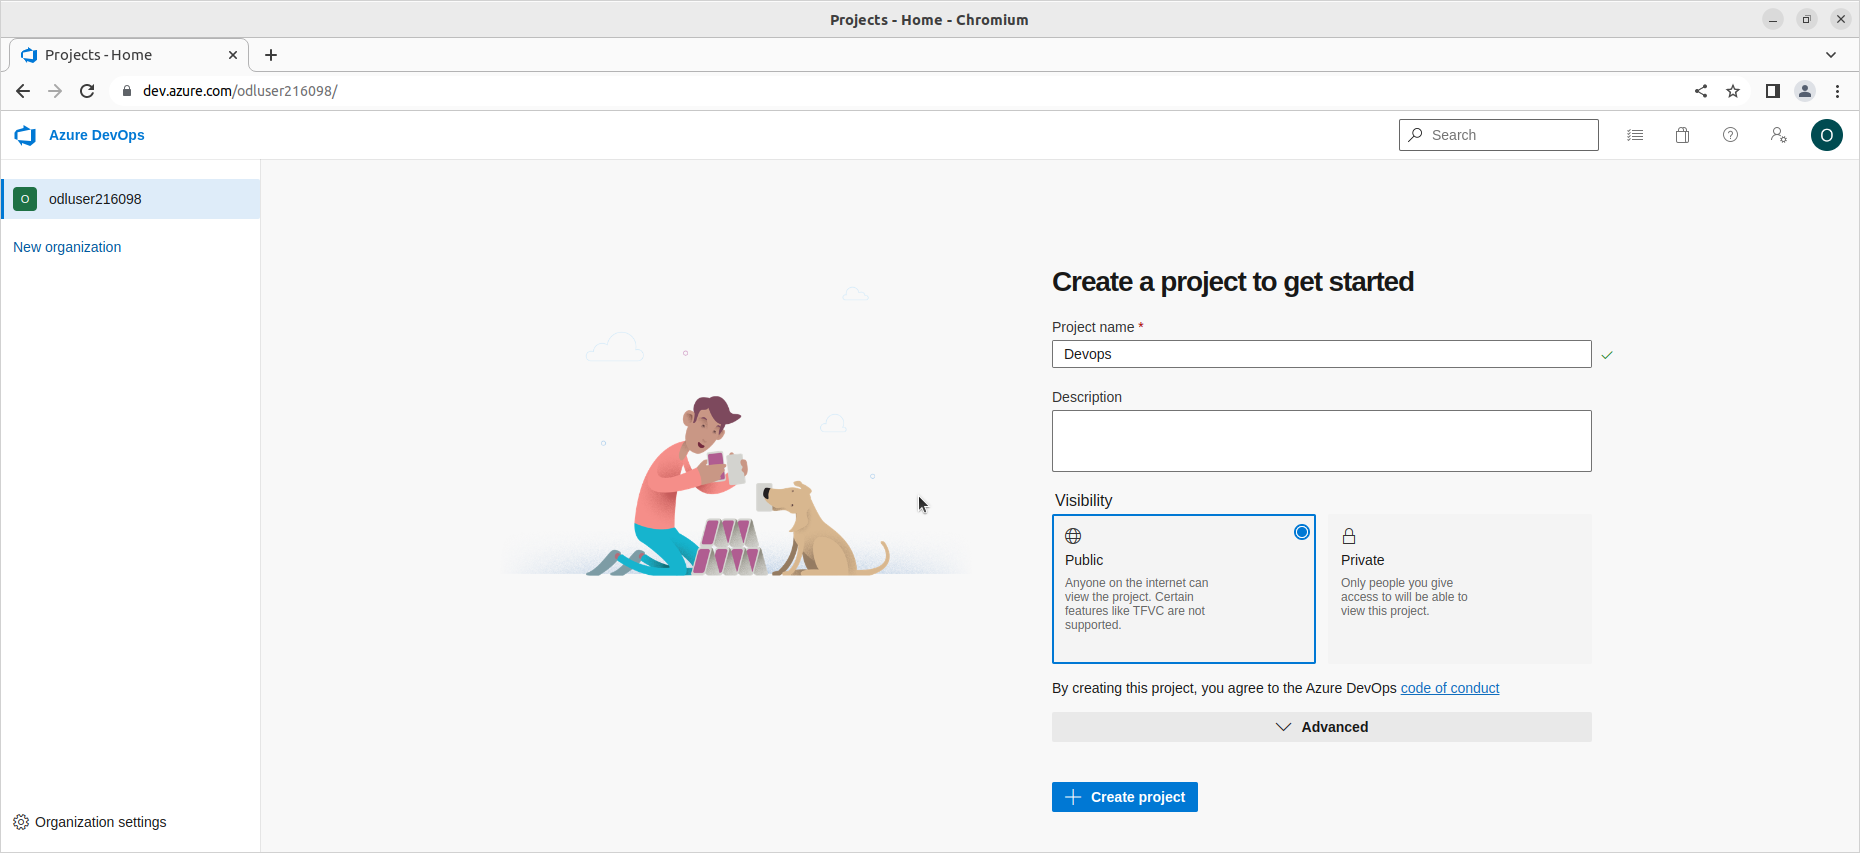 Projects - Home - Chromium
Projects - Home
dev.azure.com/odluser216098/
Azure DevOps
Search
O
O
odluser216098
New organization
Create a project to get started
Project name *
Devops
Description
Visibility
Public
Anyone on the internet can
view the project. Certain
features like TFVC are not
supported.
Private
Only people you give
access to will be able to
view this project.
By creating this project, you agree to the Azure DevOps code of conduct
Advanced
Create project
Organization settings